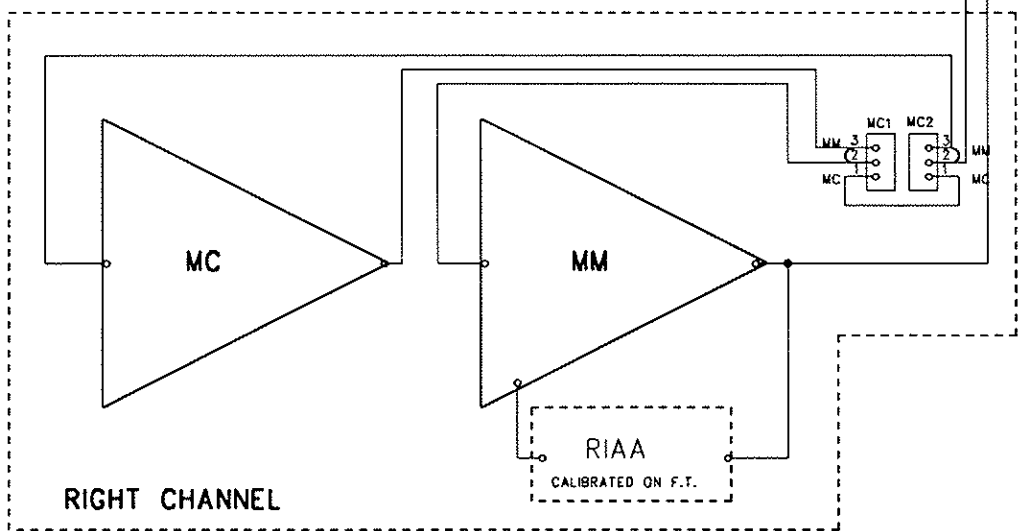 MC1 MC2
MM 3 3
2 2 MM
MC 1 1 MC
MC MM
RIAA
CALIBRATED ON F.T.
RIGHT CHANNEL